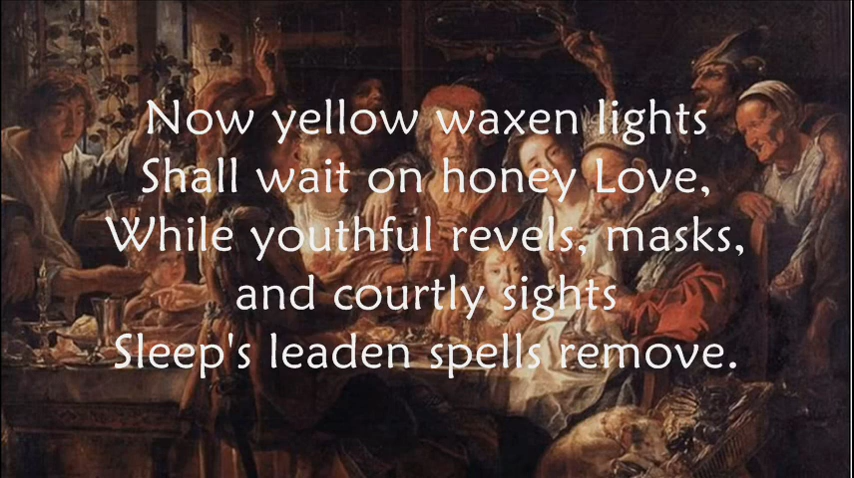 Now yellow waxen lights
Shall wait on honey Love,
While youthful revels, masks,
and courtly sights
Sleep's leaden spells remove.